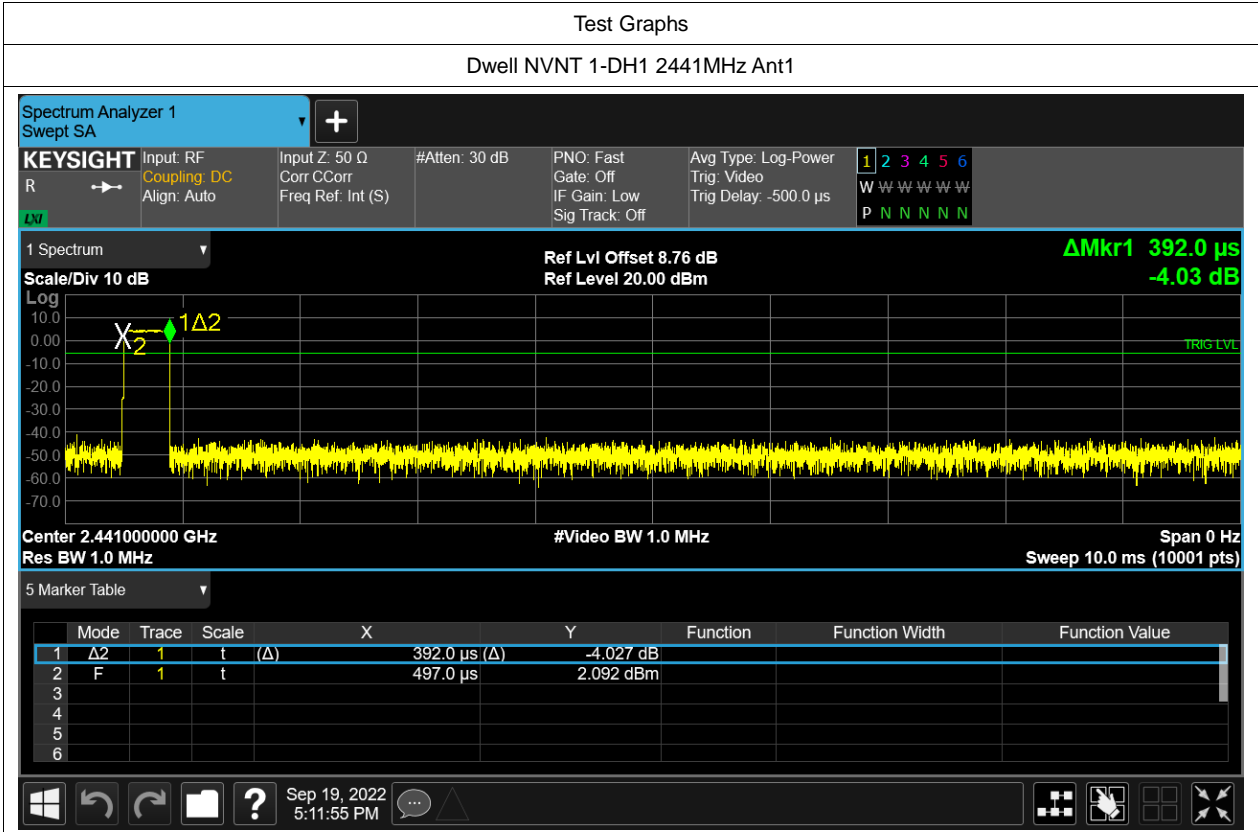 Test Graphs
Dwell NVNT 1-DH1 2441MHz Ant1
Spectrum Analyzer 1
Swept SA
+
KEYSIGHT Input: RF Input Z: 50 Ω #Atten: 30 dB PNO: Fast Avg Type: Log-Power 1 2 3 4 5 6
R Coupling: DC Corr CCorr Gate: Off Trig: Video W W W W W W
Align: Auto Freq Ref: Int (S) IF Gain: Low Trig Delay: -500.0 µs
LXI Sig Track: Off P N N N N N
1 Spectrum Ref Lvl Offset 8.76 dB ΔMkr1 392.0 µs
Scale/Div 10 dB Ref Level 20.00 dBm -4.03 dB
Log
10.0 1Δ2
0.00 X2 TRIG LVL
-10.0
-20.0
-30.0
-40.0
-50.0
-60.0
-70.0
Center 2.441000000 GHz #Video BW 1.0 MHz Span 0 Hz
Res BW 1.0 MHz Sweep 10.0 ms (10001 pts)
5 Marker Table
Mode Trace Scale X Y Function Function Width Function Value
1 Δ2 1 t (Δ) 392.0 µs (Δ) -4.027 dB
2 F 1 t 497.0 µs 2.092 dBm
3
4
5
6
? Sep 19, 2022
5:11:55 PM